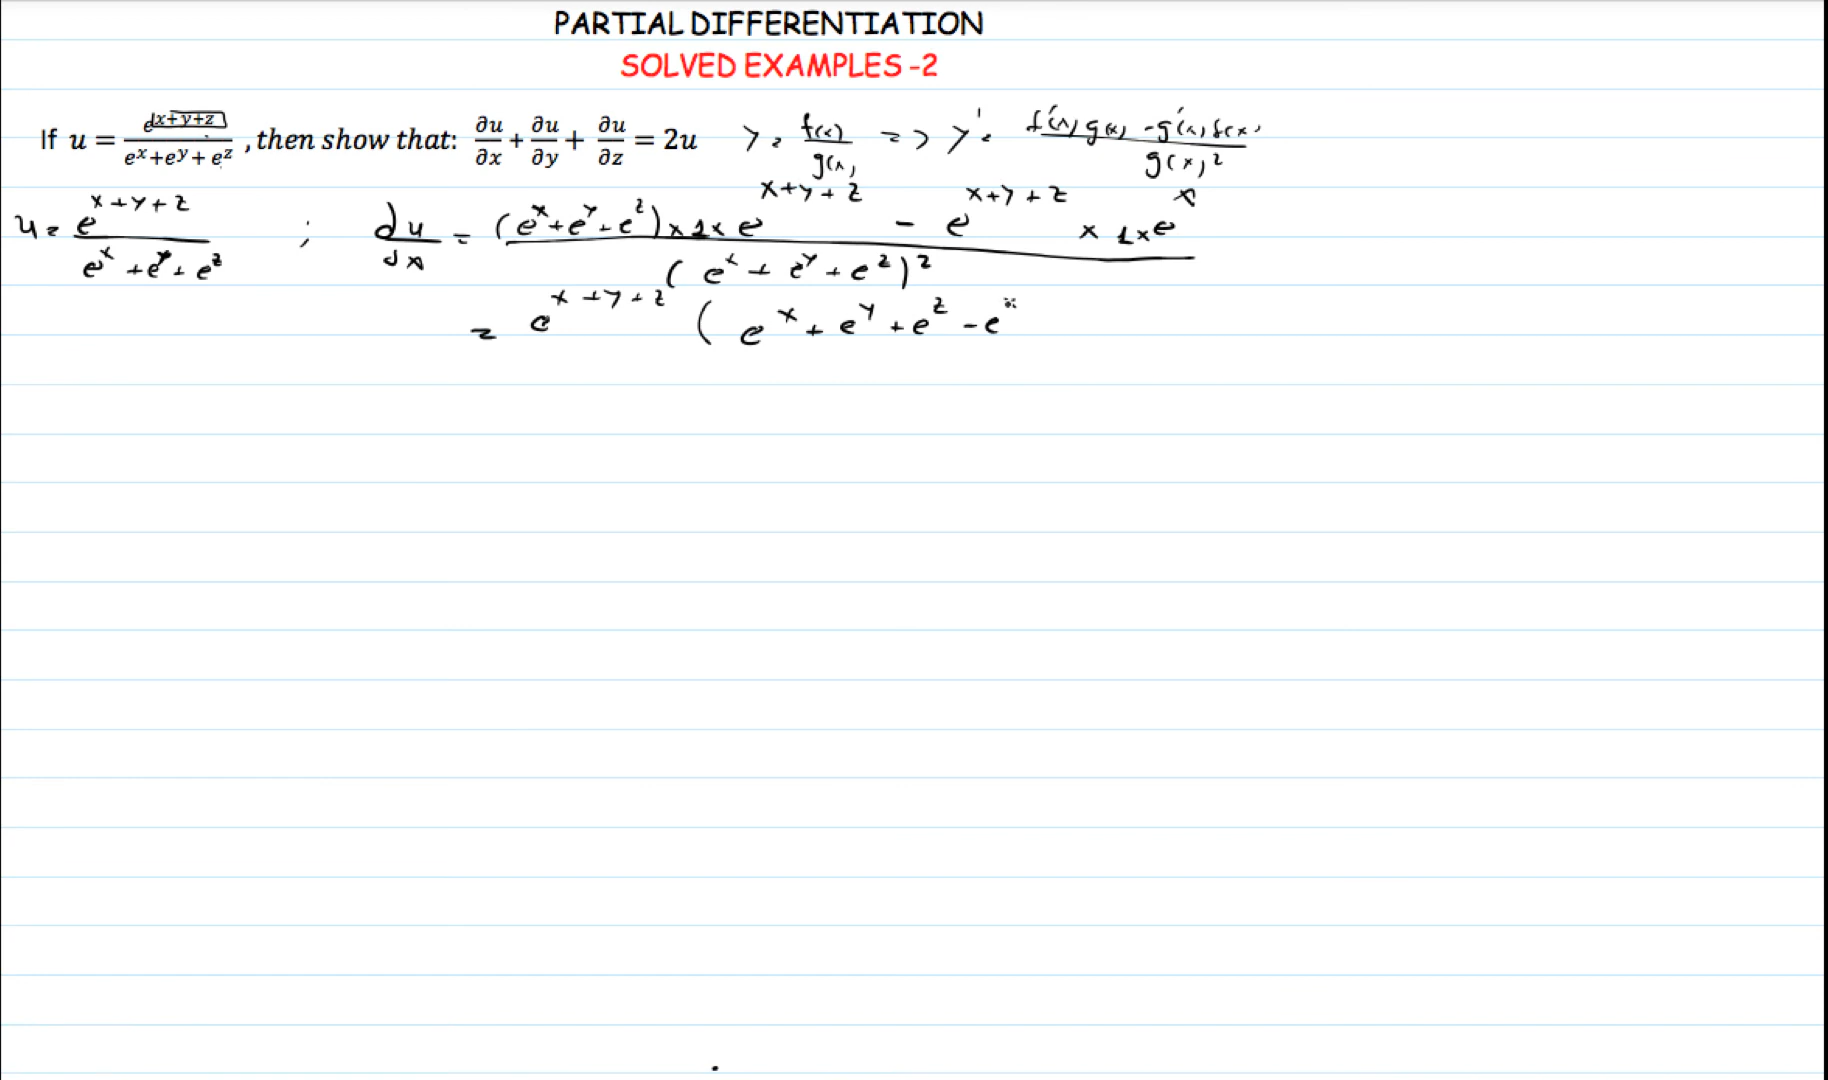 PARTIAL DIFFERENTIATION
SOLVED EXAMPLES -2
If u = e^{x+y+z} / (e^x+e^y+ e^z) , then show that: ∂u/∂x + ∂u/∂y + ∂u/∂z = 2u    y = f(x)/g(x) => y' = (f'(x) g(x) - g'(x) f(x)) / g(x)^2
u = e^{x+y+z} / (e^x + e^y + e^z) ; du/dx = ((e^x + e^y + e^z) × 1 × e^{x+y+z} - e^{x+y+z} × 1 × e^x) / (e^x + e^y + e^z)^2
= e^{x+y+z} ( e^x + e^y + e^z - e^x